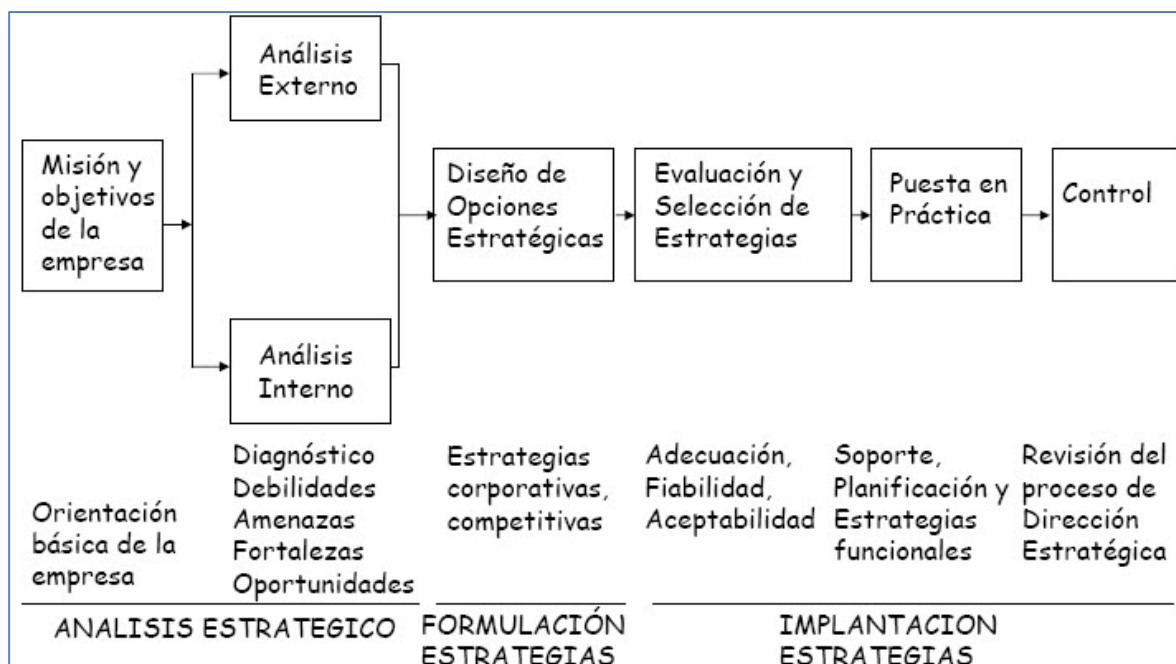 Análisis
Externo
Misión y
objetivos
de la
empresa
Diseño de
Opciones
Estratégicas
Evaluación y
Selección de
Estrategias
Puesta en
Práctica
Control
Análisis
Interno
Orientación
básica de la
empresa
Diagnóstico
Debilidades
Amenazas
Fortalezas
Oportunidades
Estrategias
corporativas,
competitivas
Adecuación,
Fiabilidad,
Aceptabilidad
Soporte,
Planificación y
Estrategias
funcionales
Revisión del
proceso de
Dirección
Estratégica
ANALISIS ESTRATEGICO
FORMULACIÓN
ESTRATEGIAS
IMPLANTACION
ESTRATEGIAS